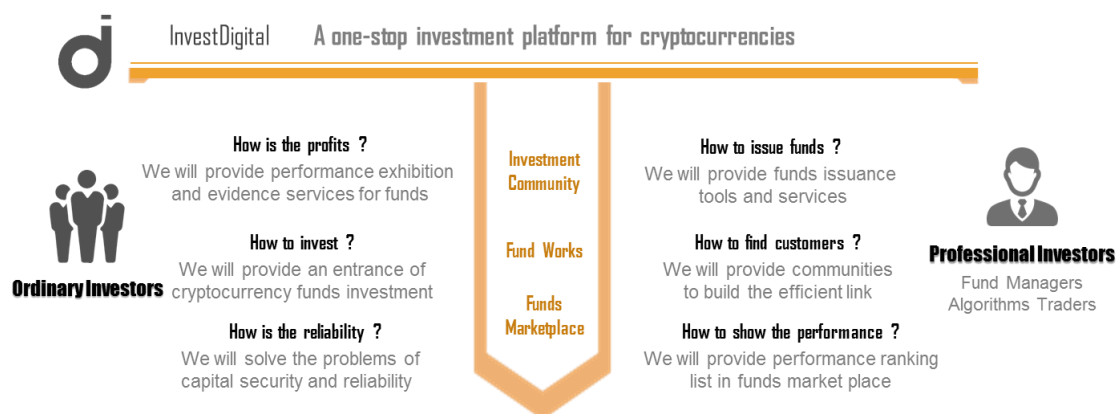 InvestDigital A one-stop investment platform for cryptocurrencies
How is the profits ?
We will provide performance exhibition
and evidence services for funds
How to invest ?
We will provide an entrance of
cryptocurrency funds investment
How is the reliability ?
We will solve the problems of
capital security and reliability
Ordinary Investors
Investment
Community
Fund Works
Funds
Marketplace
How to issue funds ?
We will provide funds issuance
tools and services
How to find customers ?
We will provide communities
to build the efficient link
How to show the performance ?
We will provide performance ranking
list in funds market place
Professional Investors
Fund Managers
Algorithms Traders